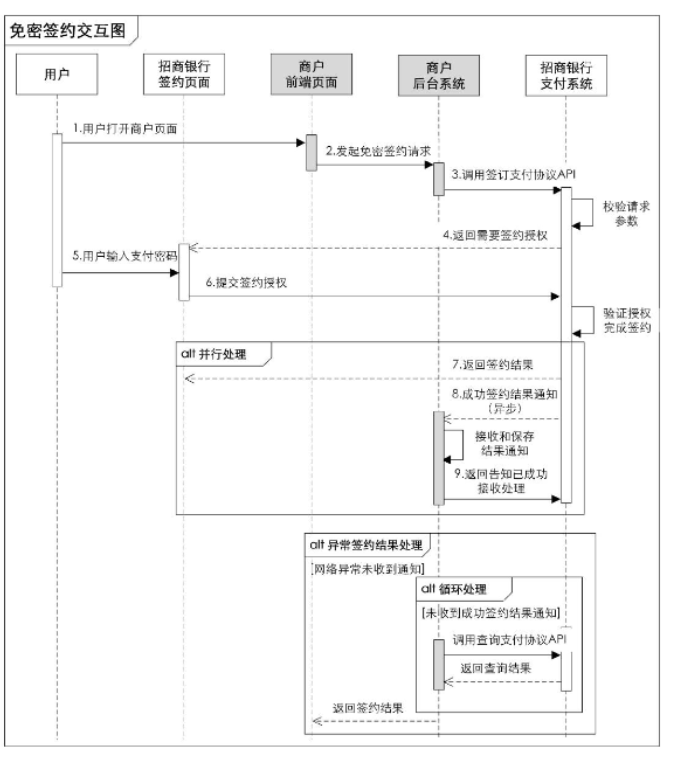 免密签约交互图
用户
招商银行
签约页面
商户
前端页面
商户
后台系统
招商银行
支付系统
1.用户打开商户页面
2.发起免密签约请求
3.调用签订支付协议API
校验请求
参数
4.返回需要签约授权
5.用户输入支付密码
6.提交签约授权
验证授权
完成签约
alt 并行处理
7.返回签约结果
8.成功签约结果通知
（异步）
接收和保存
结果通知
9.返回告知已成功
接收处理
alt 异常签约结果处理
[网络异常未收到通知]
alt 循环处理
[未收到成功签约结果通知]
调用查询支付协议API
返回查询结果
返回签约结果